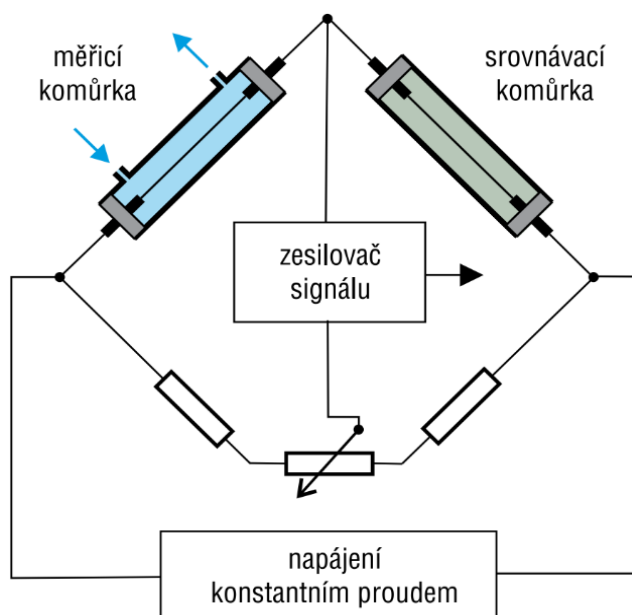 měřicí
komůrka
srovnávací
komůrka
zesilovač
signálu
napájení
konstantním proudem